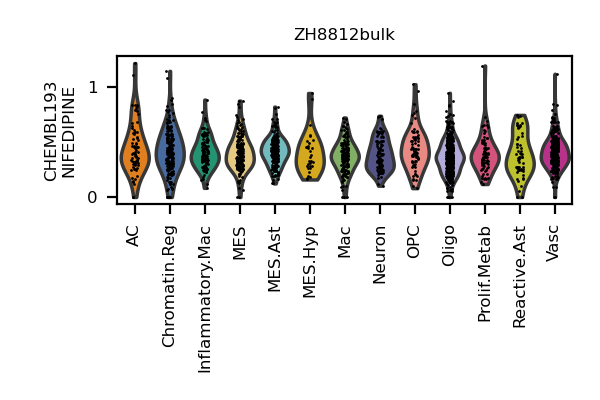 ZH8812bulk
CHEMBL193
NIFEDIPINE
1
0
AC
Chromatin.Reg
Inflammatory.Mac
MES
MES.Ast
MES.Hyp
Mac
Neuron
OPC
Oligo
Prolif.Metab
Reactive.Ast
Vasc